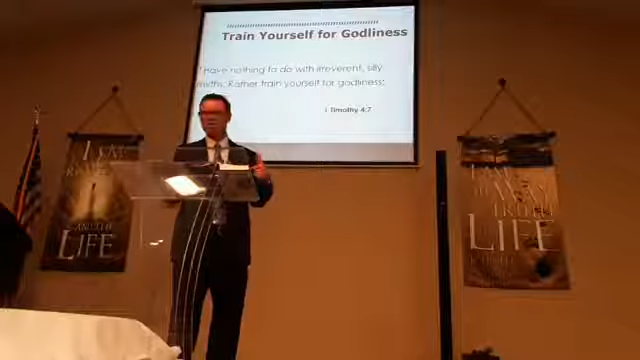 Train Yourself for Godliness
Have nothing to do with irreverent, silly
myths. Rather train yourself for godliness;
1 Timothy 4:7
I AM
AND THE
LIFE
I AM
WAY
TRUTH
LIFE